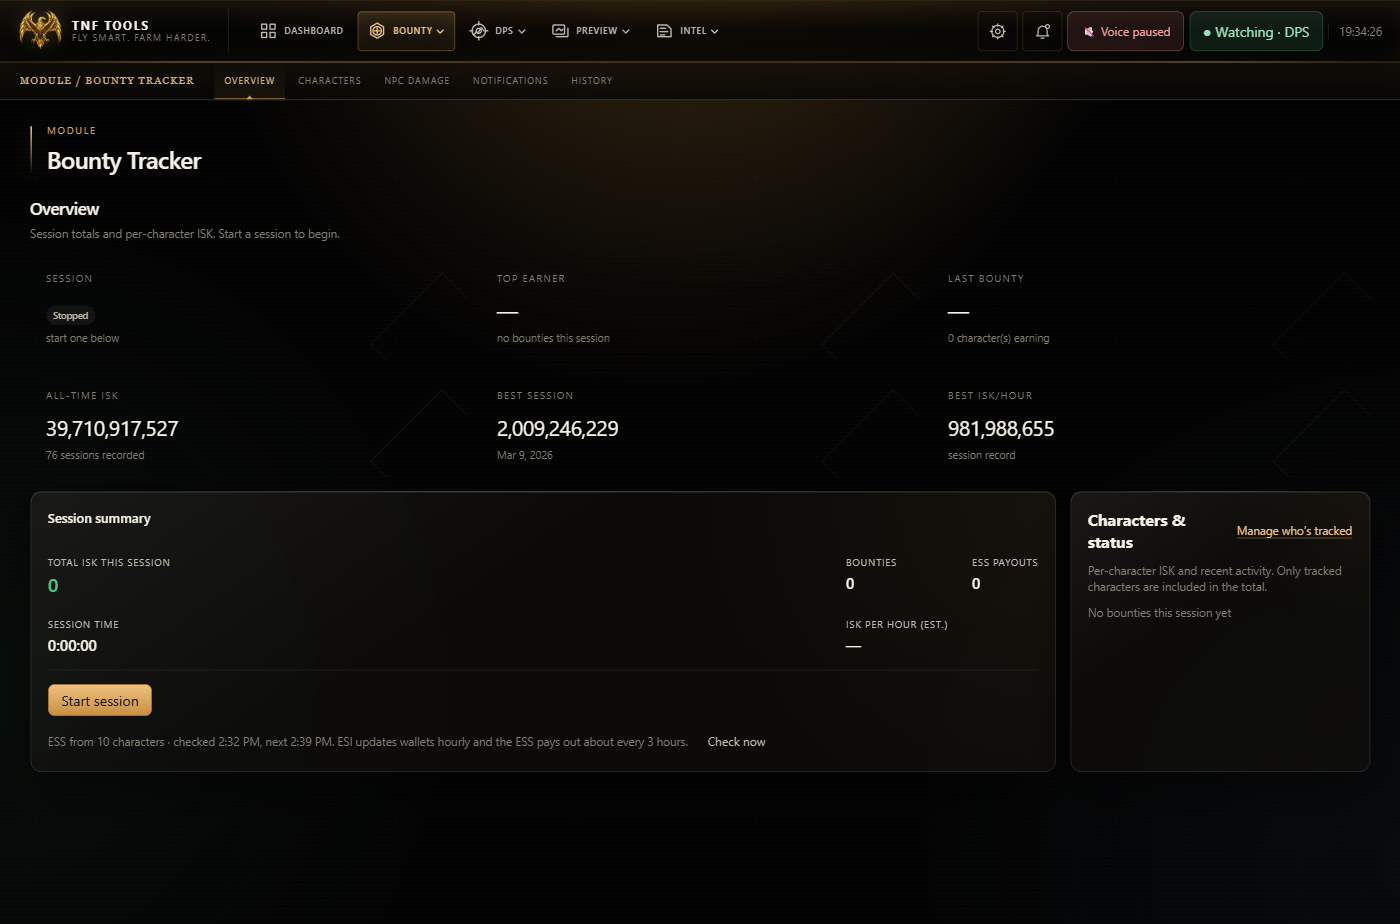 TNF TOOLS
FLY SMART. FARM HARDER.
DASHBOARD
BOUNTY
DPS
PREVIEW
INTEL
Voice paused
Watching · DPS
19:34:26
MODULE / BOUNTY TRACKER
OVERVIEW
CHARACTERS
NPC DAMAGE
NOTIFICATIONS
HISTORY
MODULE
Bounty Tracker
Overview
Session totals and per-character ISK. Start a session to begin.
SESSION
Stopped
start one below
TOP EARNER
—
no bounties this session
LAST BOUNTY
—
0 character(s) earning
ALL-TIME ISK
39,710,917,527
76 sessions recorded
BEST SESSION
2,009,246,229
Mar 9, 2026
BEST ISK/HOUR
981,988,655
session record
Session summary
TOTAL ISK THIS SESSION
0
BOUNTIES
0
ESS PAYOUTS
0
SESSION TIME
0:00:00
ISK PER HOUR (EST.)
—
Start session
ESS from 10 characters · checked 2:32 PM, next 2:39 PM. ESI updates wallets hourly and the ESS pays out about every 3 hours.
Check now
Characters &
status
Manage who's tracked
Per-character ISK and recent activity. Only tracked
characters are included in the total.
No bounties this session yet